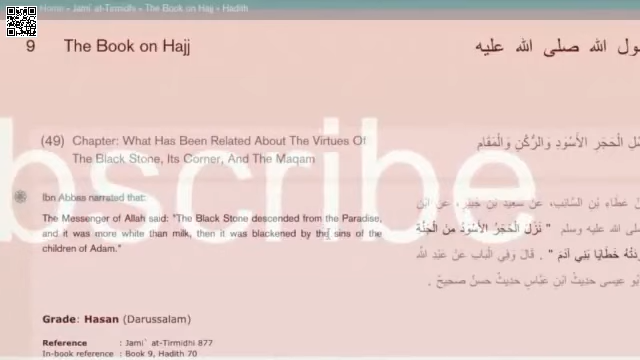 Home » Jami` at-Tirmidhi » The Book on Hajj » Hadith
9 The Book on Hajj
الله صلى الله عليه
(49) Chapter: What Has Been Related About The Virtues Of
The Black Stone, Its Corner, And The Maqam
الْحَجَرِ الأَسْوَدِ وَالرُّكْنِ وَالْمَقَامِ
bscribe
Ibn Abbas narrated that:
The Messenger of Allah said: "The Black Stone descended from the Paradise,
and it was more white than milk, then it was blackened by the sins of the
children of Adam."
عَطَاءِ بْنِ السَّائِبِ، عَنْ سَعِيدِ بْنِ جُبَيْرٍ، عَنِ ابْنِ
الله عليه وسلم ‏"‏ نَزَلَ الْحَجَرُ الأَسْوَدُ مِنَ الْجَنَّةِ
خَطَايَا بَنِي آدَمَ ‏"‏ ‏.‏ قَالَ وَفِي الْبَابِ عَنْ عَبْدِ اللَّهِ
عِيسَى حَدِيثُ ابْنِ عَبَّاسٍ حَدِيثٌ حَسَنٌ صَحِيحٌ ‏.‏
Grade: Hasan (Darussalam)
Reference : Jami` at-Tirmidhi 877
In-book reference : Book 9, Hadith 70